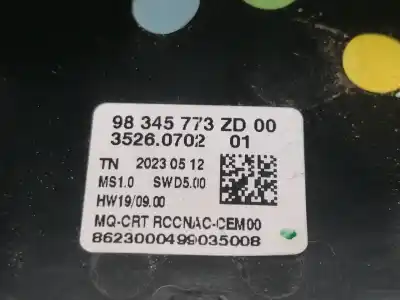 98 345 773 ZD 00
3526.0702 01
TN 2023 05 12
MS1.0 SWD5.00
HW19/09.00
MQ-CRT RCCNAC-CEM00
8623000499035008